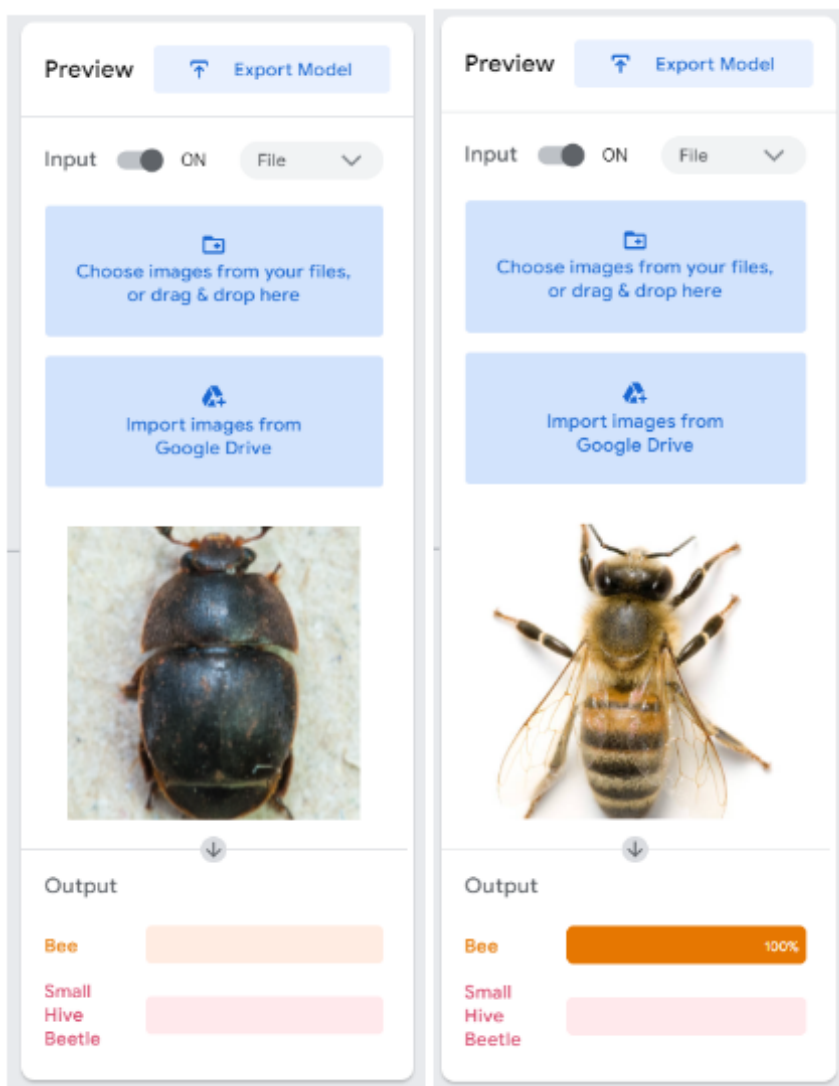 Preview
Export Model
Input
ON
File
Choose images from your files,
or drag & drop here
Import images from
Google Drive
Output
Bee
Small
Hive
Beetle
Preview
Export Model
Input
ON
File
Choose images from your files,
or drag & drop here
Import images from
Google Drive
Output
Bee
100%
Small
Hive
Beetle